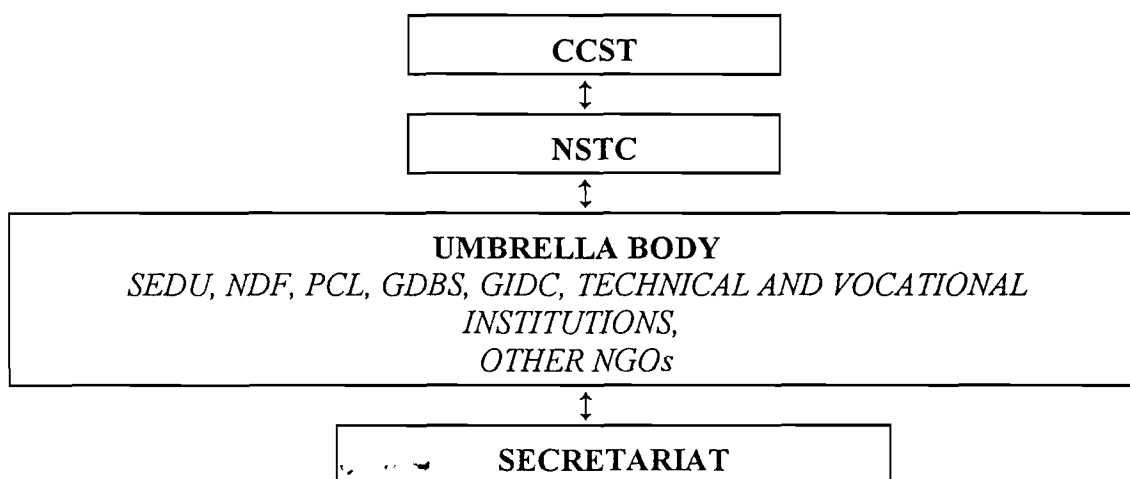 CCST
↕
NSTC
↕
UMBRELLA BODY
SEDU, NDF, PCL, GDBS, GIDC, TECHNICAL AND VOCATIONAL
INSTITUTIONS,
OTHER NGOs
↕
SECRETARIAT